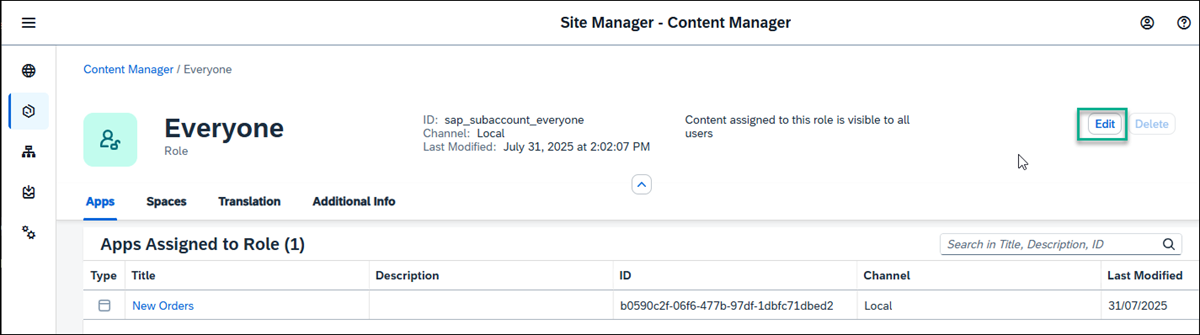 Site Manager - Content Manager
Content Manager / Everyone
Everyone
Role
ID: sap_subaccount_everyone
Channel: Local
Last Modified: July 31, 2025 at 2:02:07 PM
Content assigned to this role is visible to all
users
Edit
Delete
Apps Spaces Translation Additional Info
Apps Assigned to Role (1)
Search in Title, Description, ID
Type Title Description ID Channel Last Modified
New Orders b0590c2f-06f6-477b-97df-1dbfc71dbed2 Local 31/07/2025